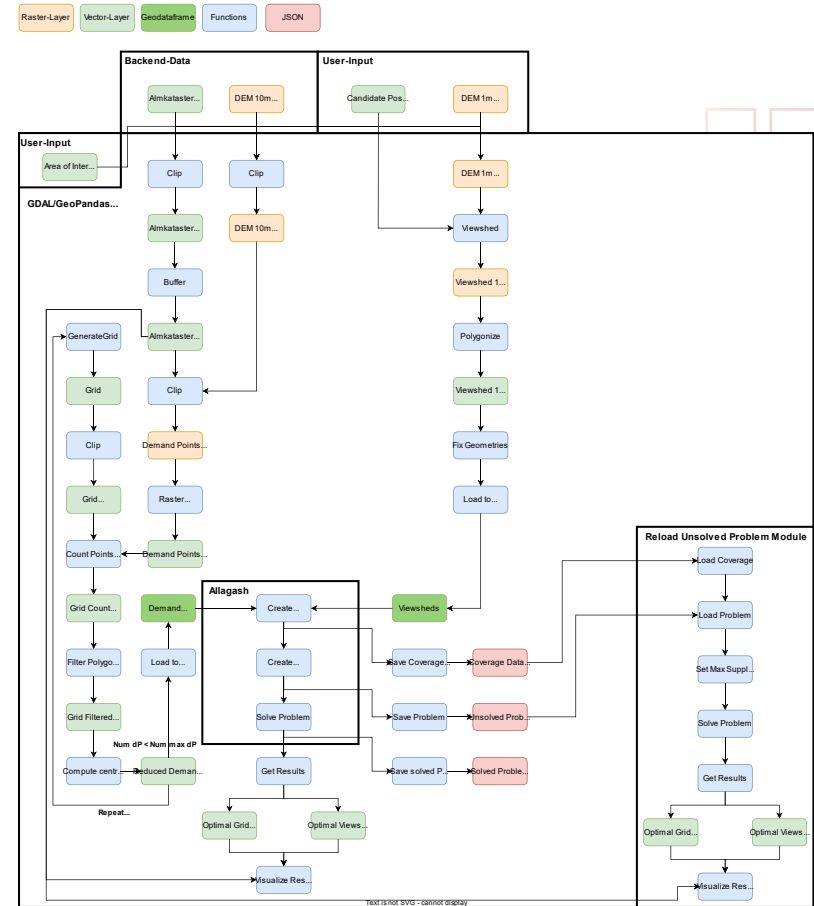 Raster-Layer
Vector-Layer
Geodataframe
Functions
JSON
Backend-Data
User-Input
Almkataster...
DEM 10m...
Candidate Pos...
DEM 1m...
User-Input
Area of Inter...
Clip
Clip
DEM 1m...
GDAL/GeoPandas...
Almkataster...
DEM 10m...
Viewshed
Buffer
Viewshed 1...
GenerateGrid
Almkataster...
Polygonize
Grid
Clip
Viewshed 1...
Clip
Demand Points...
Fix Geometries
Grid...
Raster...
Load to...
Reload Unsolved Problem Module
Count Points...
Demand Points...
Load Coverage
Allagash
Grid Count...
Demand...
Create...
Viewsheds
Load Problem
Filter Polygo...
Load to...
Create...
Save Coverage...
Coverage Data...
Set Max Suppl...
Grid Filtered...
Solve Problem
Save Problem
Unsolved Prob...
Solve Problem
Num dP < Num max dP
Compute centr...
Reduced Deman...
Get Results
Save solved P...
Solved Proble...
Get Results
Repeat...
Optimal Grid...
Optimal Views...
Optimal Grid...
Optimal Views...
Visualize Res...
Visualize Res...
Text is not SVG - cannot display